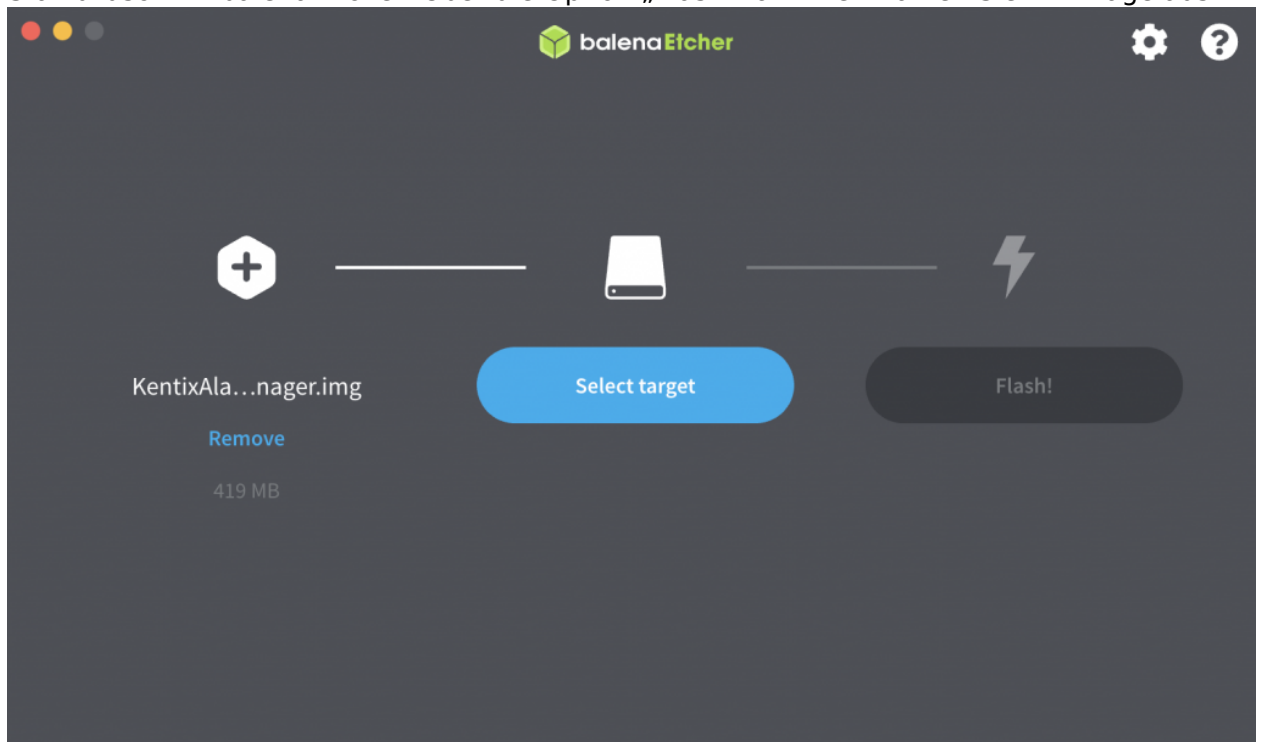 balenaEtcher
KentixAla...nager.img
Select target
Flash!
Remove
419 MB